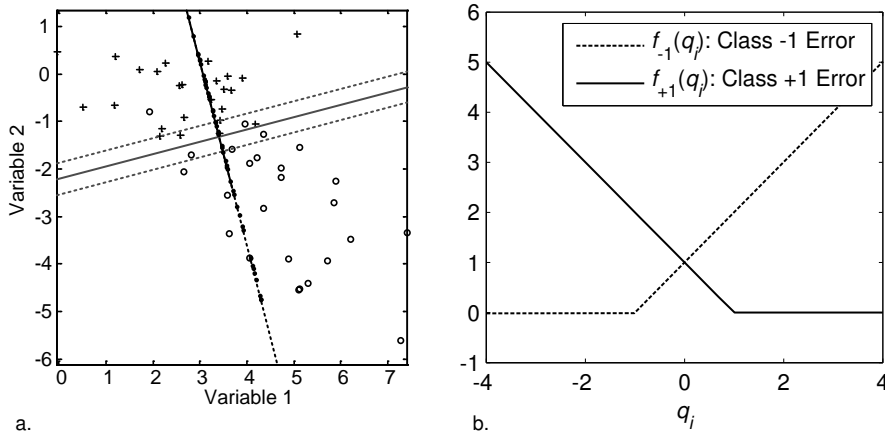 1
0
-1
-2
-3
-4
-5
-6
Variable 2
0 1 2 3 4 5 6 7
Variable 1
a.
6
5
4
3
2
1
0
-1
f-1(qi): Class -1 Error
f+1(qi): Class +1 Error
-4 -2 0 2 4
qi
b.